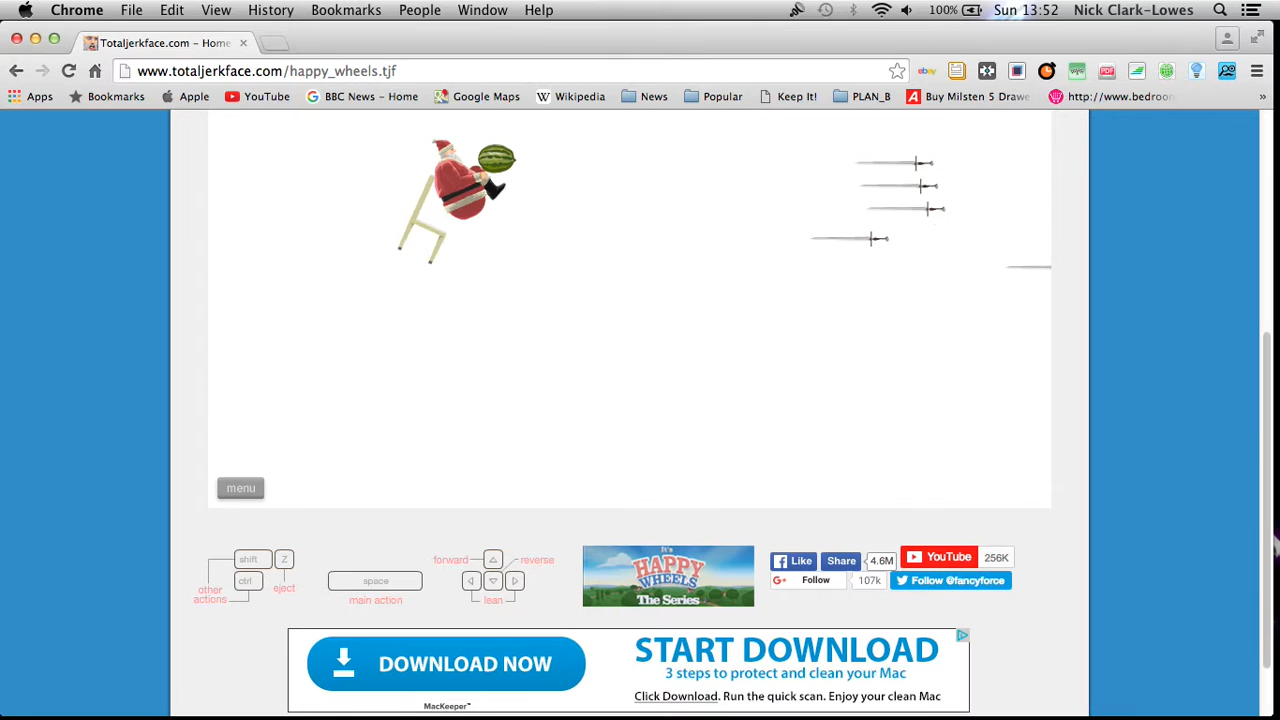 Chrome File Edit View History Bookmarks People Window Help 100% Sun 13:52 Nick Clark-Lowes
Totaljerkface.com – Home
www.totaljerkface.com/happy_wheels.tjf
Apps Bookmarks Apple YouTube BBC News – Home Google Maps Wikipedia News Popular Keep It! PLAN_B Buy Milsten 5 Drawe http://www.bedroon »
menu
shift Z forward reverse
ctrl space
other actions eject main action lean
IT'S HAPPY WHEELS The Series
Like Share 4.6M YouTube 256K
Follow 107k Follow @fancyforce
DOWNLOAD NOW START DOWNLOAD
3 steps to protect and clean your Mac
Click Download. Run the quick scan. Enjoy your clean Mac
MacKeeper™